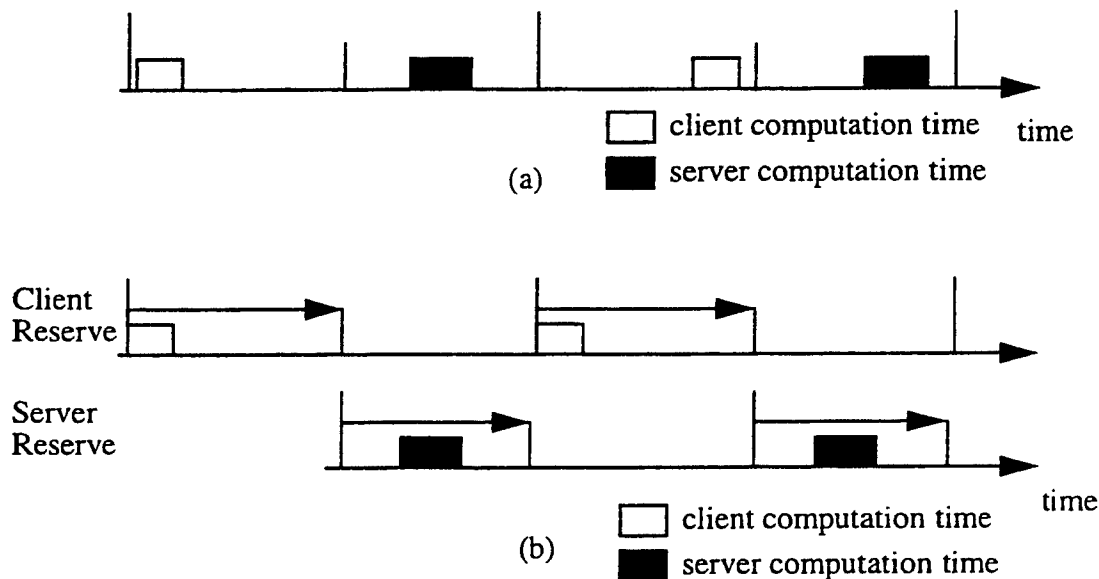 client computation time
time
server computation time
(a)
Client
Reserve
Server
Reserve
time
client computation time
(b)
server computation time